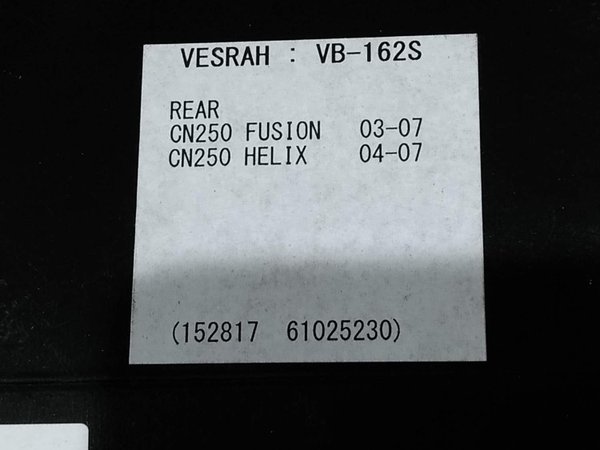 VESRAH : VB-162S
REAR
CN250 FUSION 03-07
CN250 HELIX 04-07
(152817 61025230)